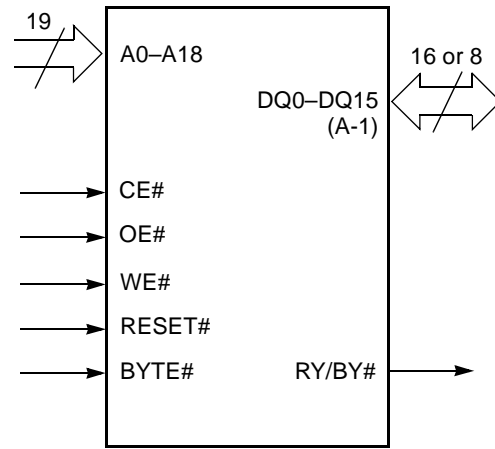 19
A0–A18
16 or 8
DQ0–DQ15
(A-1)
CE#
OE#
WE#
RESET#
BYTE#
RY/BY#